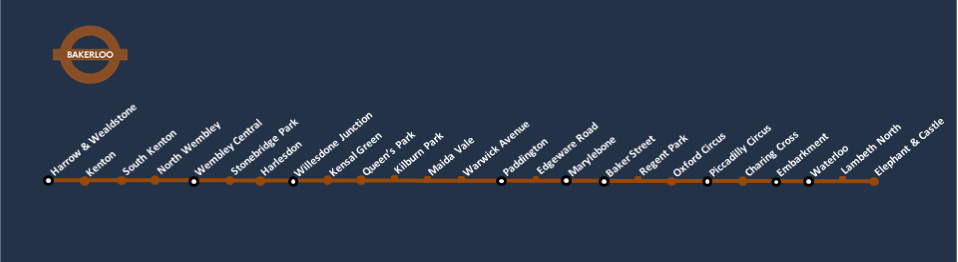 BAKERLOO
Harrow & Wealdstone
Kenton
South Kenton
North Wembley
Wembley Central
Stonebridge Park
Harlesdon
Willesdone Junction
Kensal Green
Queen's Park
Kilburn Park
Maida Vale
Warwick Avenue
Paddington
Edgeware Road
Marylebone
Baker Street
Regent Park
Oxford Circus
Piccadilly Circus
Charing Cross
Embarkment
Waterloo
Lambeth North
Elephant & Castle